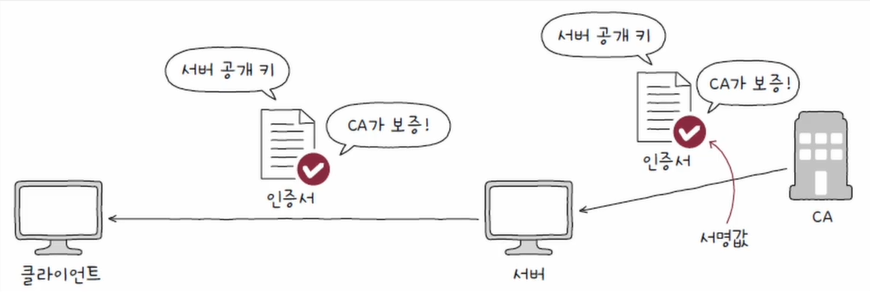 서버 공개 키
CA가 보증!
인증서
서버 공개 키
CA가 보증!
인증서
서명값
클라이언트
서버
CA